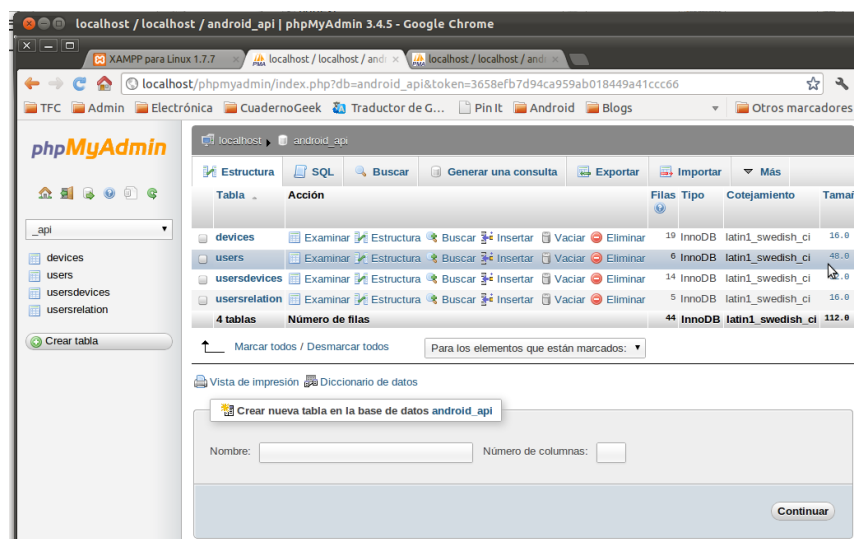 localhost / localhost / android_api | phpMyAdmin 3.4.5 - Google Chrome
XAMPP para Linux 1.7.7 localhost / localhost / andr localhost / localhost / andr
localhost/phpmyadmin/index.php?db=android_api&token=3658efb7d94ca959ab018449a41ccc66
TFC Admin Electrónica CuadernoGeek Traductor de G... Pin It Android Blogs Otros marcadores
phpMyAdmin
_api
devices
users
usersdevices
usersrelation
Crear tabla
localhost android_api
Estructura SQL Buscar Generar una consulta Exportar Importar Más
Tabla Acción Filas Tipo Cotejamiento Tamañ
devices Examinar Estructura Buscar Insertar Vaciar Eliminar 19 InnoDB latin1_swedish_ci 16.0
users Examinar Estructura Buscar Insertar Vaciar Eliminar 6 InnoDB latin1_swedish_ci 48.0
usersdevices Examinar Estructura Buscar Insertar Vaciar Eliminar 14 InnoDB latin1_swedish_ci
usersrelation Examinar Estructura Buscar Insertar Vaciar Eliminar 5 InnoDB latin1_swedish_ci 16.0
4 tablas Número de filas 44 InnoDB latin1_swedish_ci 112.0
Marcar todos / Desmarcar todos Para los elementos que están marcados:
Vista de impresión Diccionario de datos
Crear nueva tabla en la base de datos android_api
Nombre: Número de columnas:
Continuar